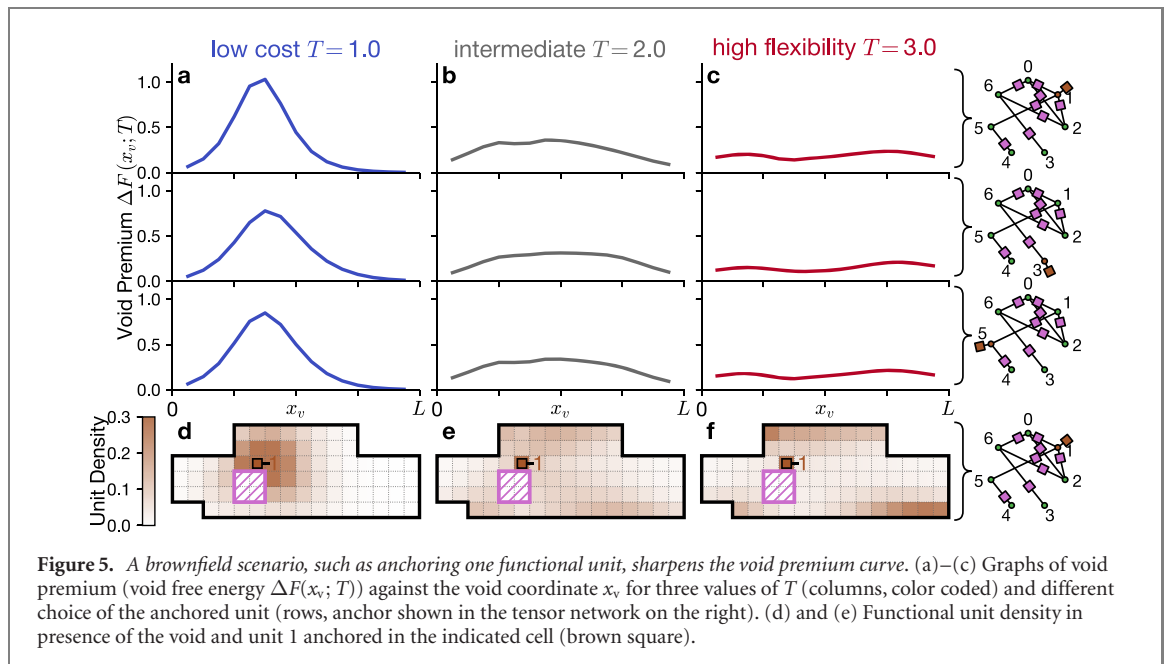 low cost T = 1.0
intermediate T = 2.0
high flexibility T = 3.0
a
b
c
1.0
0.5
0.0
1.0
0.5
0.0
1.0
0.5
0.0
Void Premium ΔF(x_v; T)
0 x_v L
0
6
1
5
2
4
3
0
6
1
5
2
4
3
0
6
1
5
2
4
3
d
e
f
0.3
0.2
0.1
0.0
Unit Density
1
1
1
0
6
1
5
2
4
3
Figure 5. A brownfield scenario, such as anchoring one functional unit, sharpens the void premium curve. (a)–(c) Graphs of void
premium (void free energy ΔF(x_v; T)) against the void coordinate x_v for three values of T (columns, color coded) and different
choice of the anchored unit (rows, anchor shown in the tensor network on the right). (d) and (e) Functional unit density in
presence of the void and unit 1 anchored in the indicated cell (brown square).